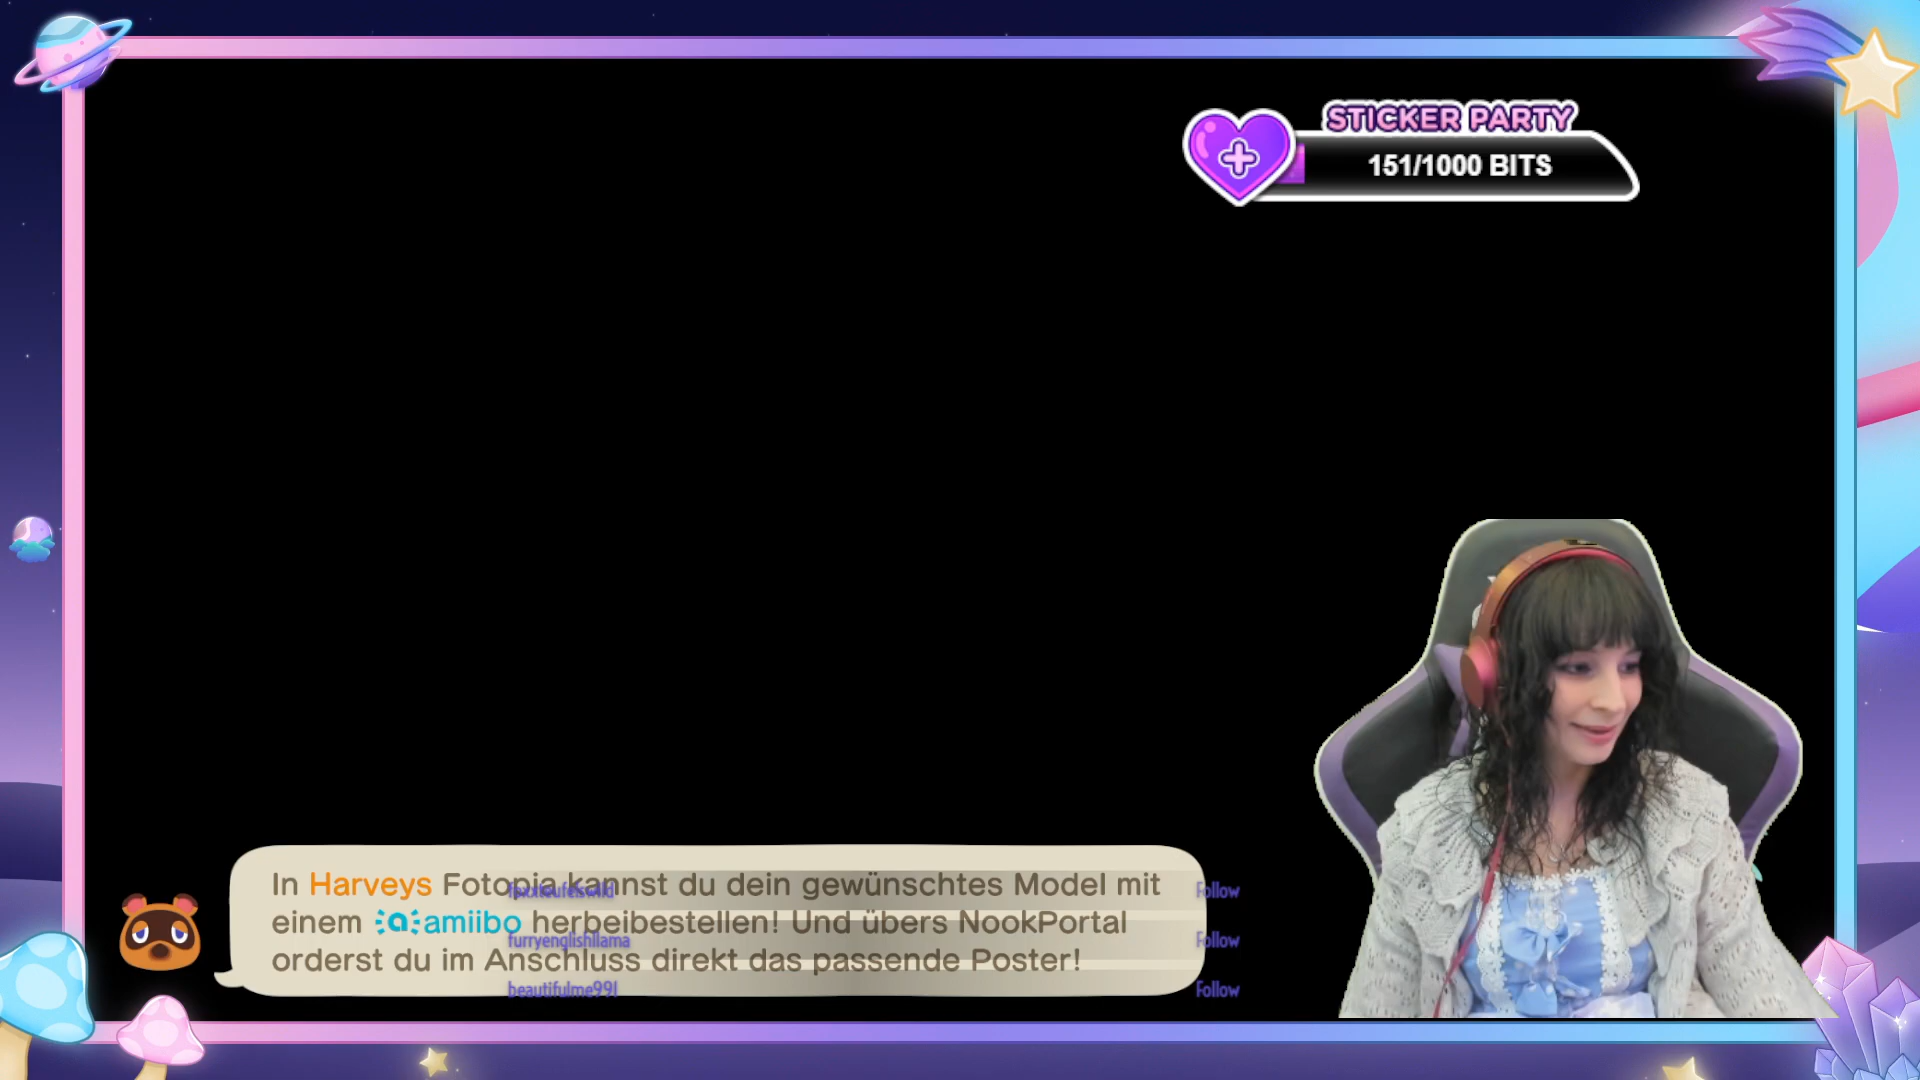 STICKER PARTY
151/1000 BITS
In Harveys Fotopia kannst du dein gewünschtes Model mit
einem amiibo herbeibestellen! Und übers NookPortal
orderst du im Anschluss direkt das passende Poster!
Follow
furryenglishllama Follow
beautifulme991 Follow